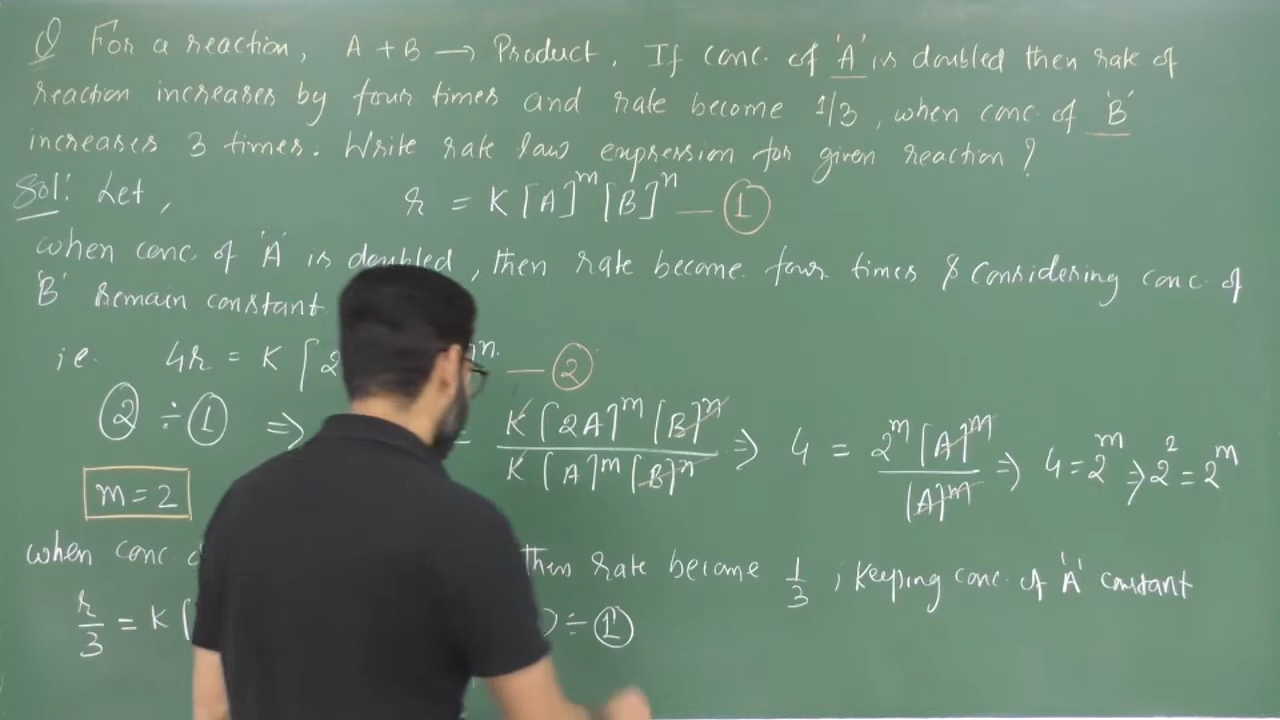 Q For a reaction, A + B → Product, If conc. of 'A' is doubled then rate of
reaction increases by four times and rate become 1/3, when conc. of 'B'
increases 3 times. Write rate law expression for given reaction?
Sol: Let, r = K[A]^m [B]^n — ①
when conc. of 'A' is doubled, then rate become four times & Considering conc. of
'B' remain constant
i.e. 4r = K[2 — ②
② ÷ ① ⇒ = K[2A]^m [B]^n / K[A]^m [B]^n ⇒ 4 = 2^m [A]^m / [A]^m ⇒ 4 = 2^m ⇒ 2^2 = 2^m
m = 2
when conc then rate become 1/3, Keeping conc. of 'A' constant
r/3 = K[ ÷ ①